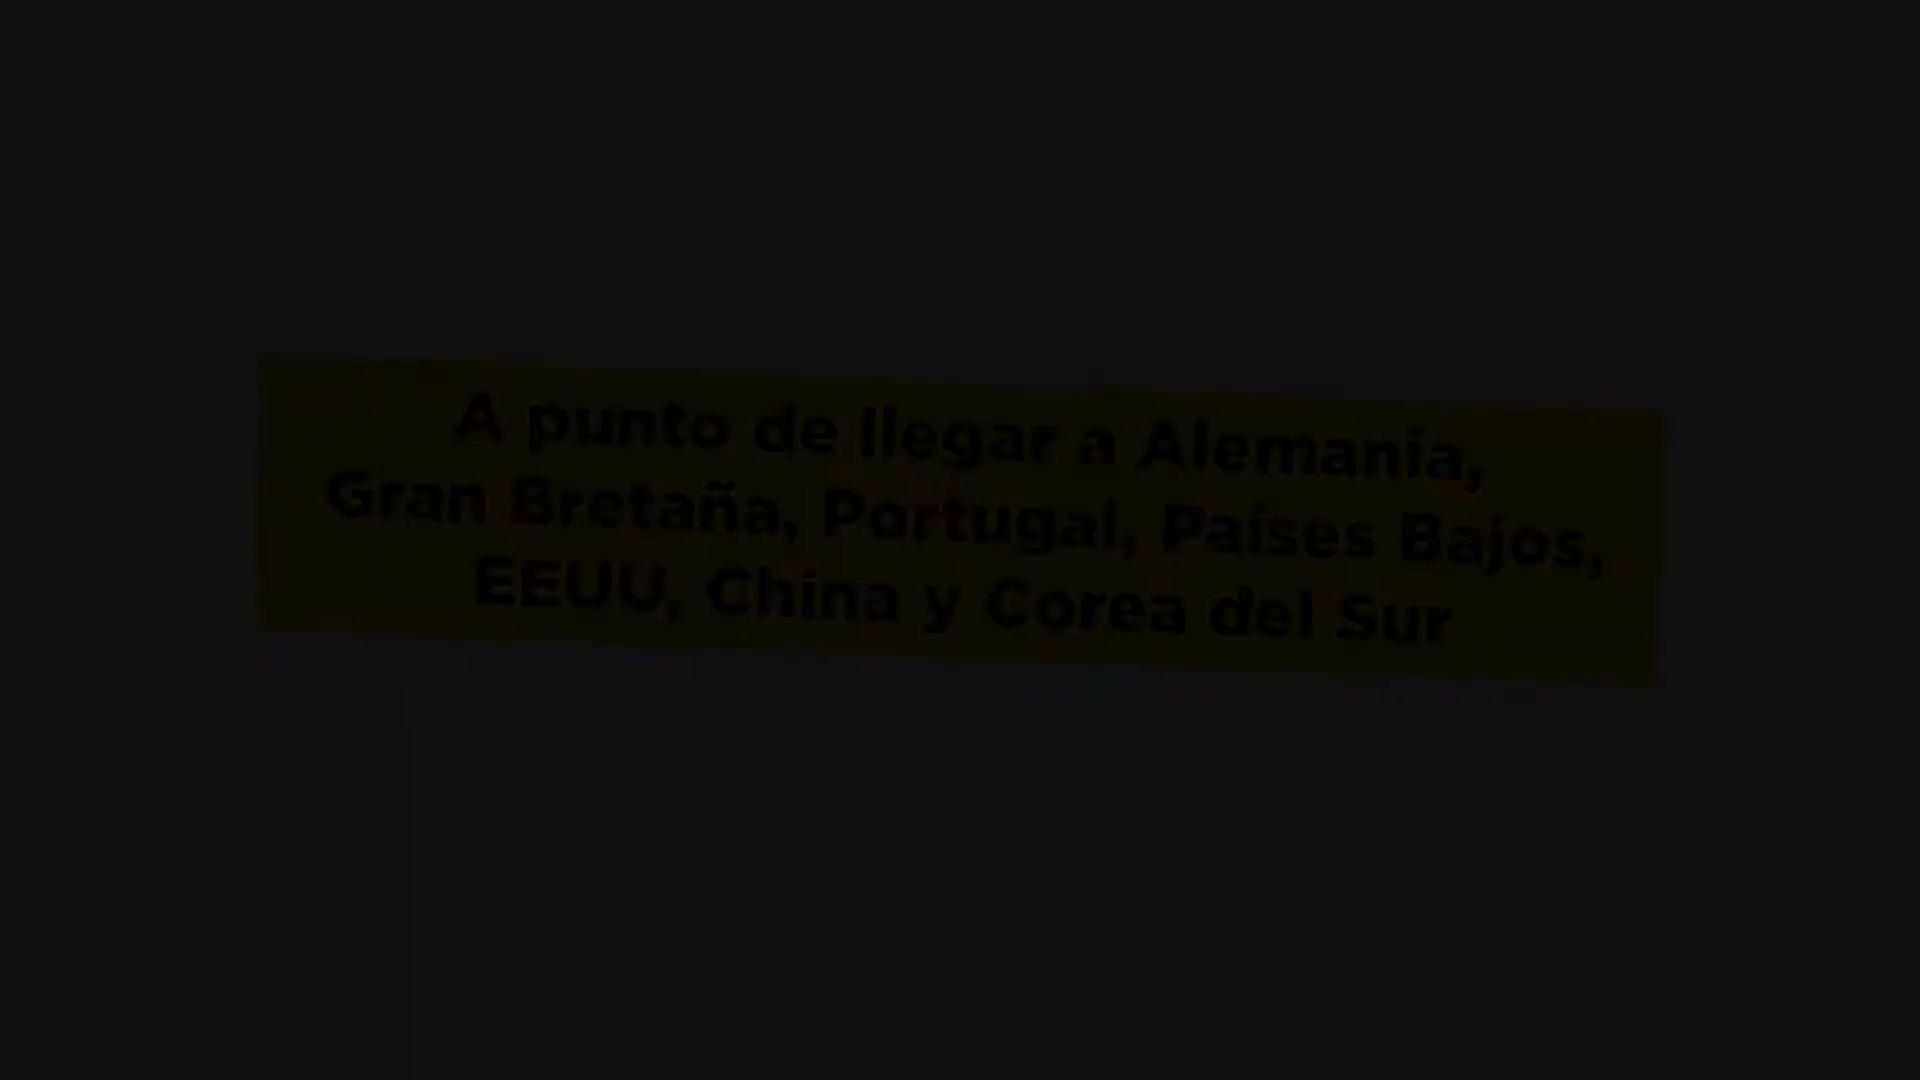 A punto de llegar a Alemania,
Gran Bretaña, Portugal, Países Bajos,
EEUU, China y Corea del Sur